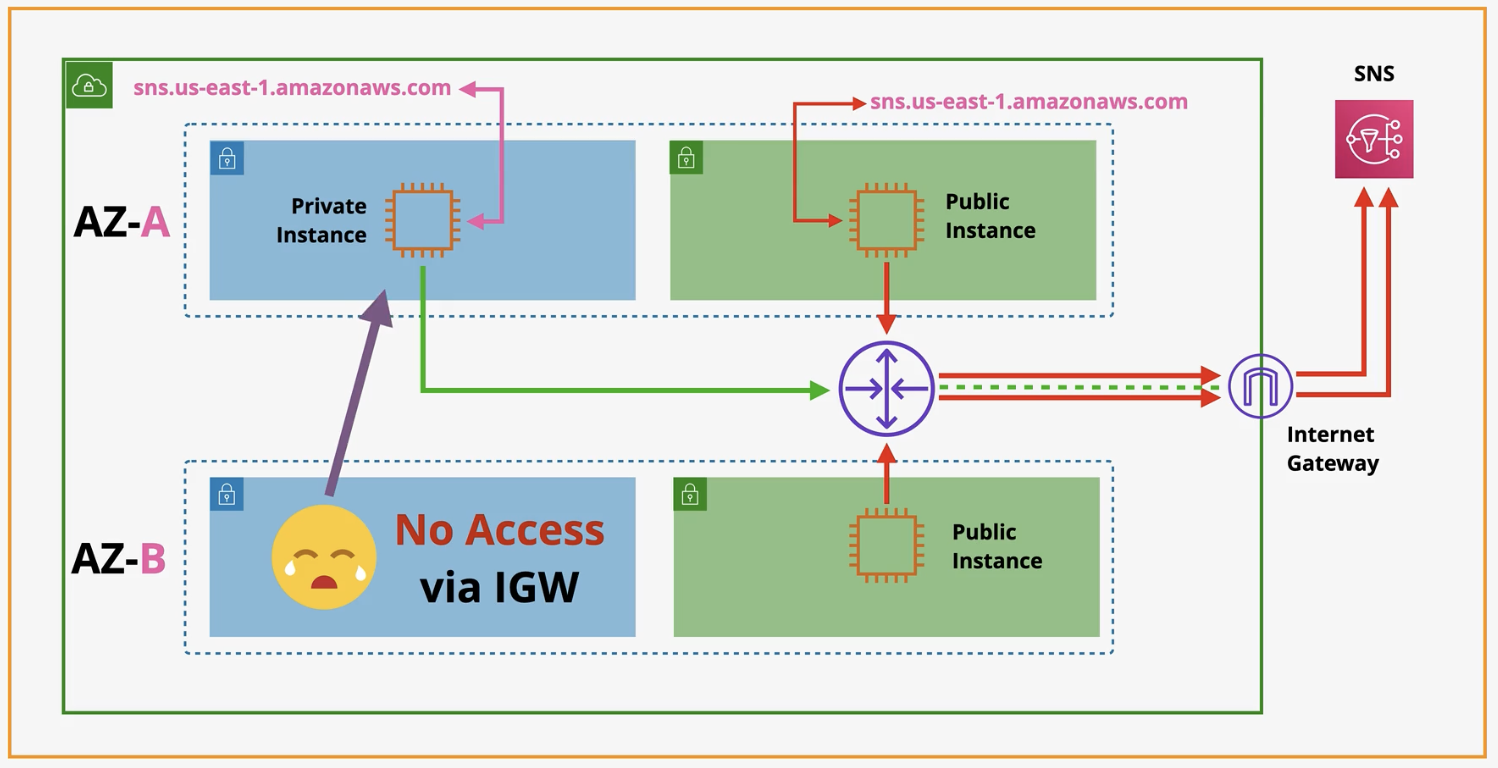 sns.us-east-1.amazonaws.com
sns.us-east-1.amazonaws.com
SNS
AZ-A
Private
Instance
Public
Instance
Internet
Gateway
AZ-B
No Access
via IGW
Public
Instance